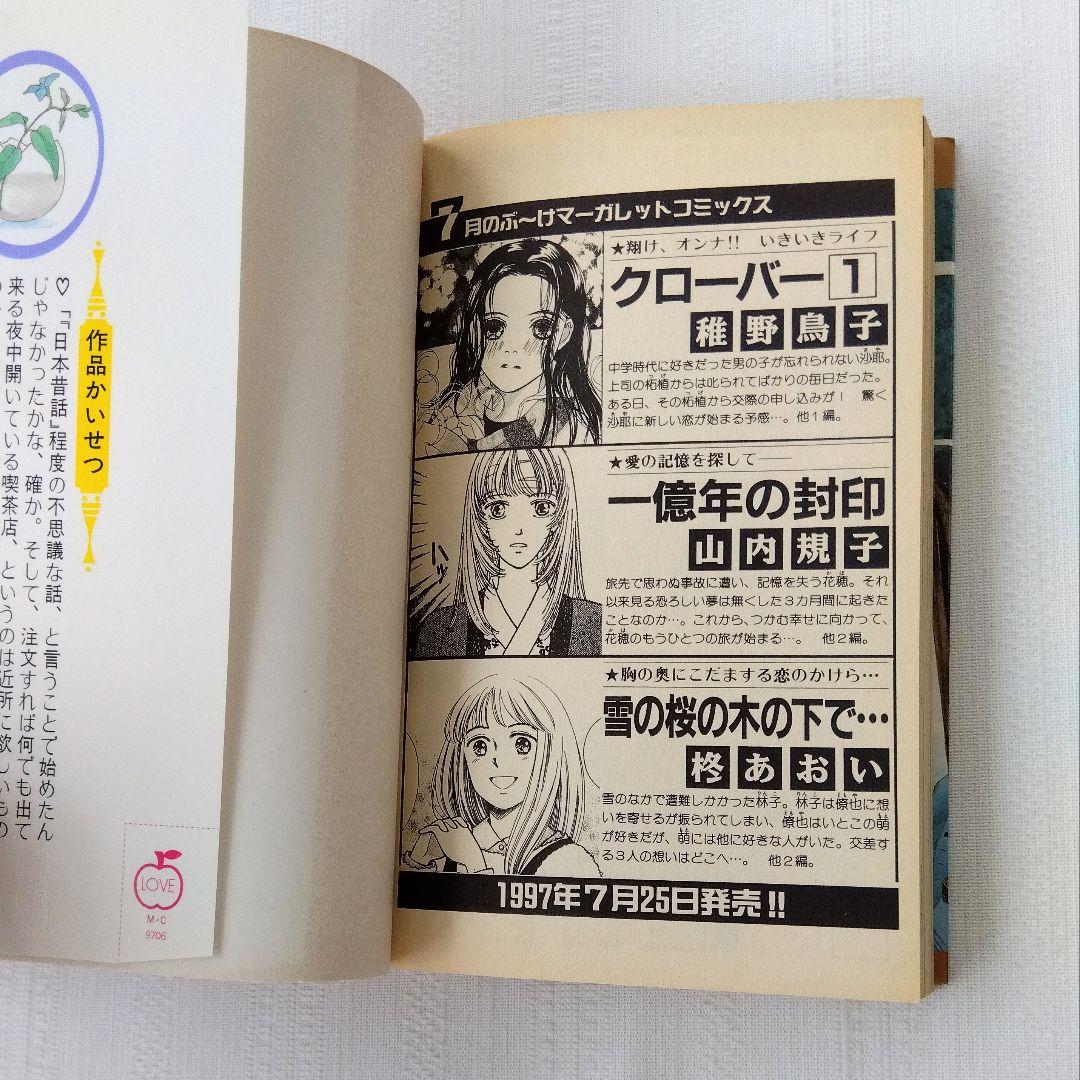 作品かいせつ
♡『日本昔話』程度の不思議な話、と言うことで始めたん
じゃなかったかな、確か。そして、注文すれば何でも出て
来る夜中開いている喫茶店、という
のは近所に欲しいもの
LOVE
M・C
9706
7月のぶ〜けマーガレットコミックス
★翔け、オンナ!! いきいきライフ
クローバー1
稚野鳥子
中学時代に好きだった男の子が忘れられない沙耶。
上司の柘植からは叱られてばかりの毎日だった。
ある日、その柘植から交際の申し込みが! 驚く
沙耶に新しい恋が始まる予感…。他1編。
★愛の記憶を探して——
一億年の封印
山内規子
旅先で思わぬ事故に遭い、記憶を失う花穂。それ
以来見る恐ろしい夢は無くした3カ月間に起きた
ことなのか…。これから、つかむ幸せに向かって、
花穂のもうひとつの旅が始まる…。 他2編。
ハッ
★胸の奥にこだまする恋のかけら…
雪の桜の木の下で…
柊あおい
雪のなかで遭難しかかった林子。林子は僚也に想
いを寄せるが振られてしまい、僚也はいとこの萌
が好きだが、萌には他に好きな人がいた。交差す
る3人の想いはどこへ…。 他2編。
1997年7月25日発売!!